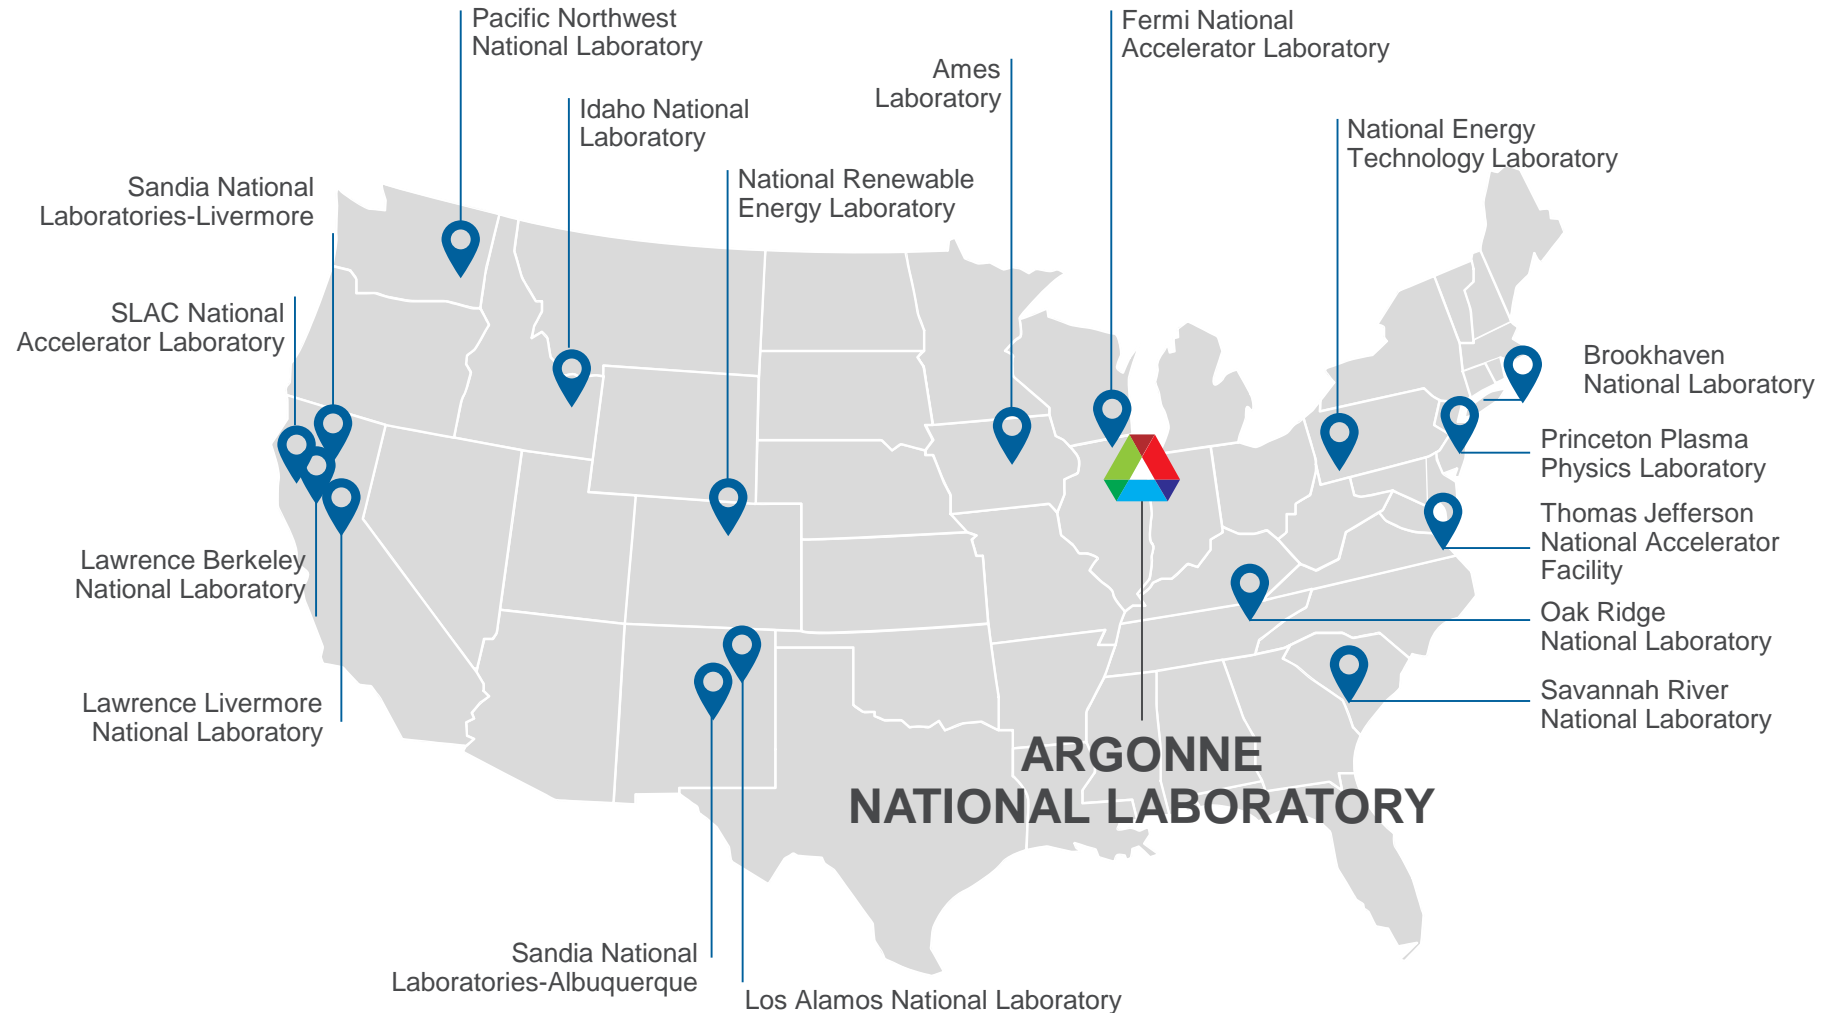 Pacific Northwest
National Laboratory
Fermi National
Accelerator Laboratory
Ames
Laboratory
Idaho National
Laboratory
National Energy
Technology Laboratory
National Renewable
Energy Laboratory
Sandia National
Laboratories-Livermore
SLAC National
Accelerator Laboratory
Brookhaven
National Laboratory
Princeton Plasma
Physics Laboratory
Thomas Jefferson
National Accelerator
Facility
Lawrence Berkeley
National Laboratory
Oak Ridge
National Laboratory
Savannah River
National Laboratory
Lawrence Livermore
National Laboratory
ARGONNE
NATIONAL LABORATORY
Sandia National
Laboratories-Albuquerque
Los Alamos National Laboratory